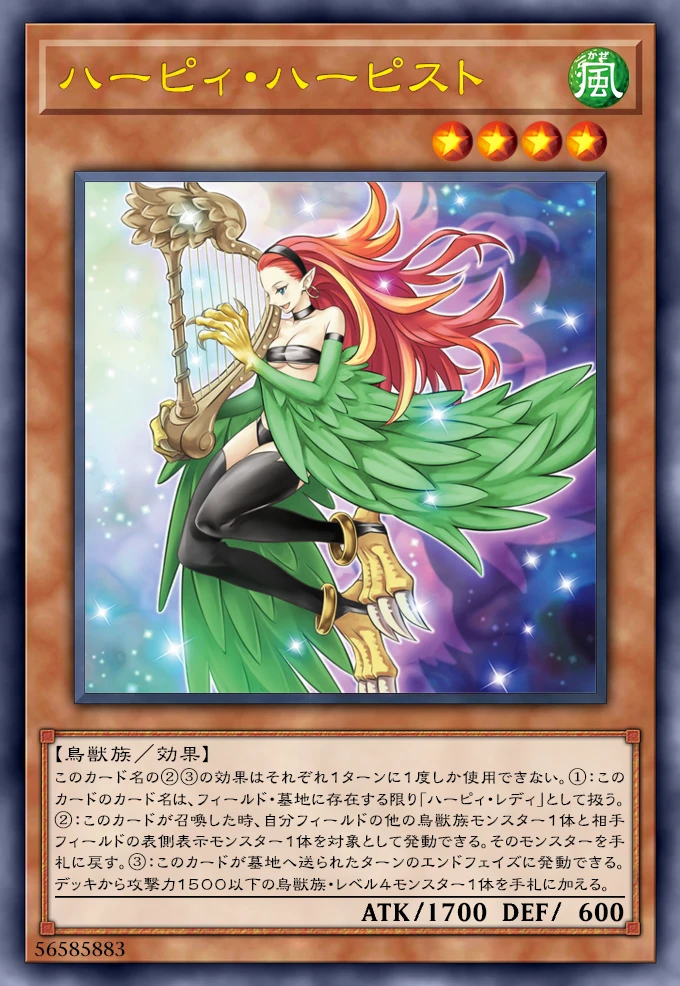 ハーピィ・ハーピスト
かぜ
風
【鳥獣族／効果】
このカード名の②③の効果はそれぞれ1ターンに1度しか使用できない。①：この
カードのカード名は、フィールド・墓地に存在する限り「ハーピィ・レディ」として扱う。
②：このカードが召喚した時、自分フィールドの他の鳥獣族モンスター1体と相手
フィールドの表側表示モンスター1体を対象として発動できる。そのモンスターを手
札に戻す。③：このカードが墓地へ送られたターンのエンドフェイズに発動できる。
デッキから攻撃力1500以下の鳥獣族・レベル4モンスター1体を手札に加える。
ATK/1700 DEF/ 600
56585883